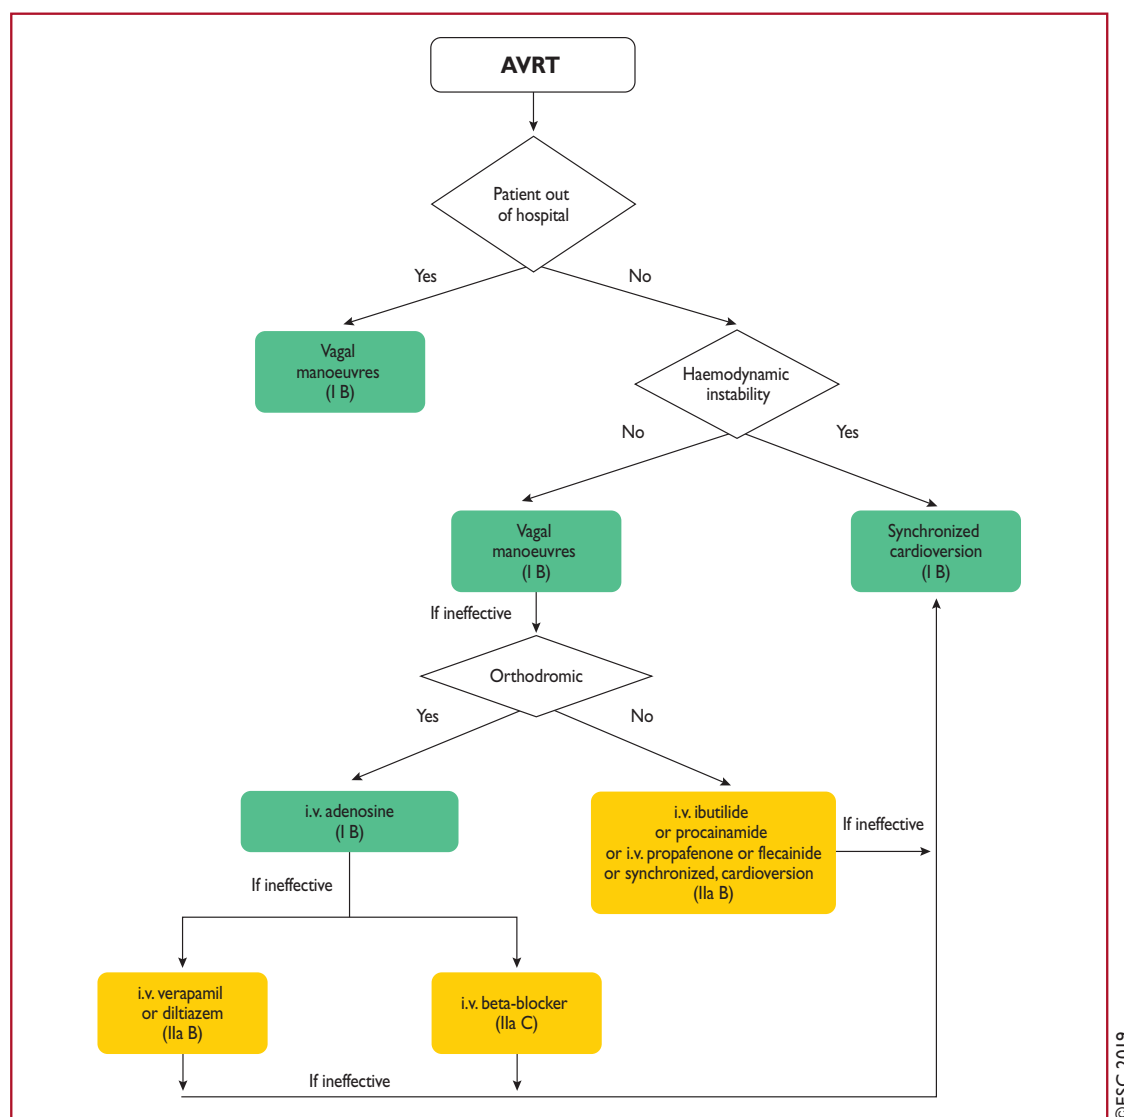 AVRT
Patient out
of hospital
Yes
No
Vagal
manoeuvres
(I B)
Haemodynamic
instability
No
Yes
Vagal
manoeuvres
(I B)
Synchronized
cardioversion
(I B)
If ineffective
Orthodromic
Yes
No
i.v. adenosine
(I B)
i.v. ibutilide
or procainamide
or i.v. propafenone or flecainide
or synchronized, cardioversion
(IIa B)
If ineffective
If ineffective
i.v. verapamil
or diltiazem
(IIa B)
i.v. beta-blocker
(IIa C)
If ineffective
©ESC 2019